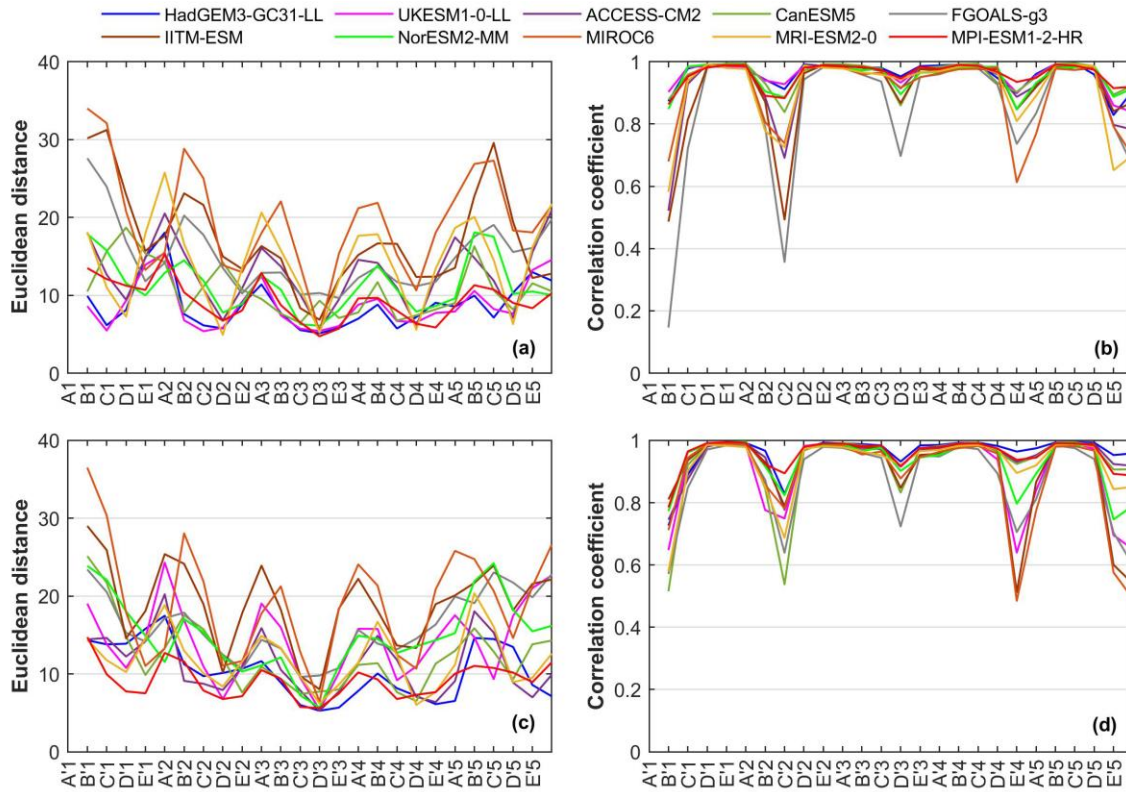 HadGEM3-GC31-LL UKESM1-0-LL ACCESS-CM2 CanESM5 FGOALS-g3
IITM-ESM NorESM2-MM MIROC6 MRI-ESM2-0 MPI-ESM1-2-HR
Euclidean distance
40
30
20
10
0
(a)
A1 B1 C1 D1 E1 A2 B2 C2 D2 E2 A3 B3 C3 D3 E3 A4 B4 C4 D4 E4 A5 B5 C5 D5 E5
Correlation coefficient
1
0.8
0.6
0.4
0.2
0
(b)
A1 B1 C1 D1 E1 A2 B2 C2 D2 E2 A3 B3 C3 D3 E3 A4 B4 C4 D4 E4 A5 B5 C5 D5 E5
Euclidean distance
40
30
20
10
0
(c)
A'1 B'1 C'1 D'1 E'1 A'2 B'2 C'2 D'2 E'2 A'3 B'3 C'3 D'3 E'3 A'4 B'4 C'4 D'4 E'4 A'5 B'5 C'5 D'5 E'5
Correlation coefficient
1
0.8
0.6
0.4
0.2
0
(d)
A'1 B'1 C'1 D'1 E'1 A'2 B'2 C'2 D'2 E'2 A'3 B'3 C'3 D'3 E'3 A'4 B'4 C'4 D'4 E'4 A'5 B'5 C'5 D'5 E'5